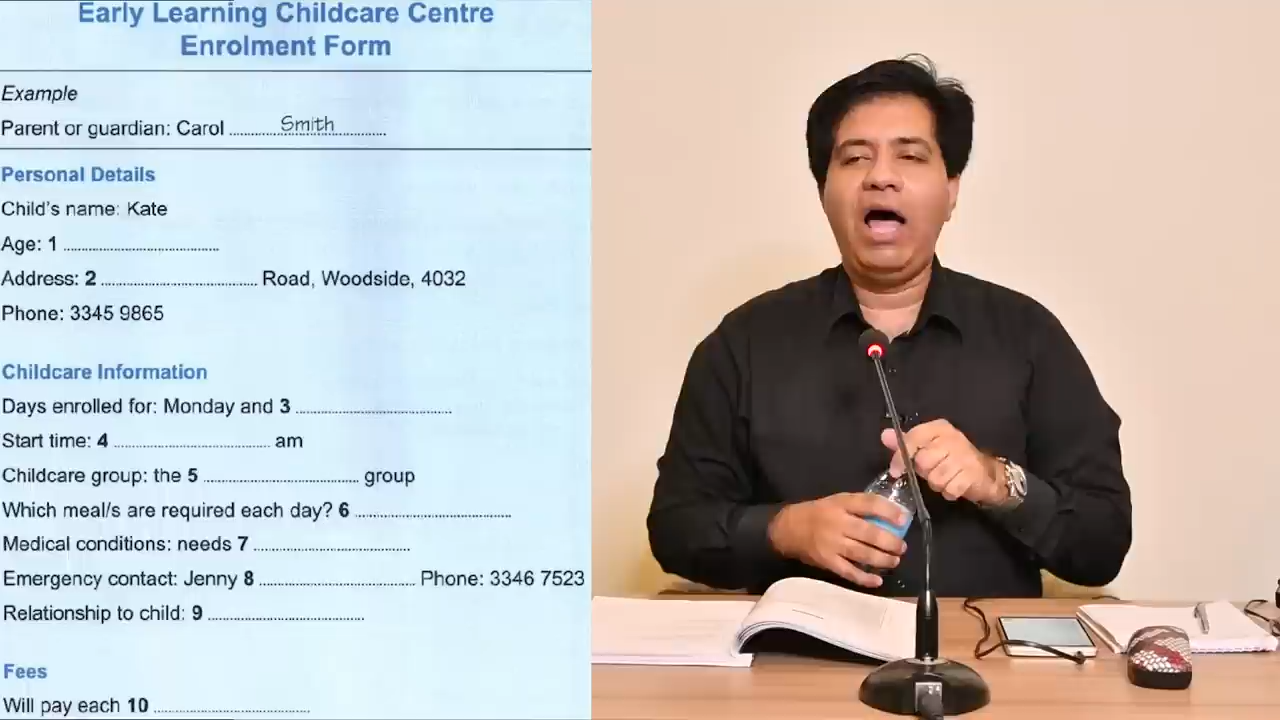 Early Learning Childcare Centre
Enrolment Form
Example
Parent or guardian: Carol ........................... Smith
Personal Details
Child's name: Kate
Age: 1 ...........................
Address: 2 ........................... Road, Woodside, 4032
Phone: 3345 9865
Childcare Information
Days enrolled for: Monday and 3 ...........................
Start time: 4 ........................... am
Childcare group: the 5 ........................... group
Which meal/s are required each day? 6 ...........................
Medical conditions: needs 7 ...........................
Emergency contact: Jenny 8 ........................... Phone: 3346 7523
Relationship to child: 9 ...........................
Fees
Will pay each 10 ...........................